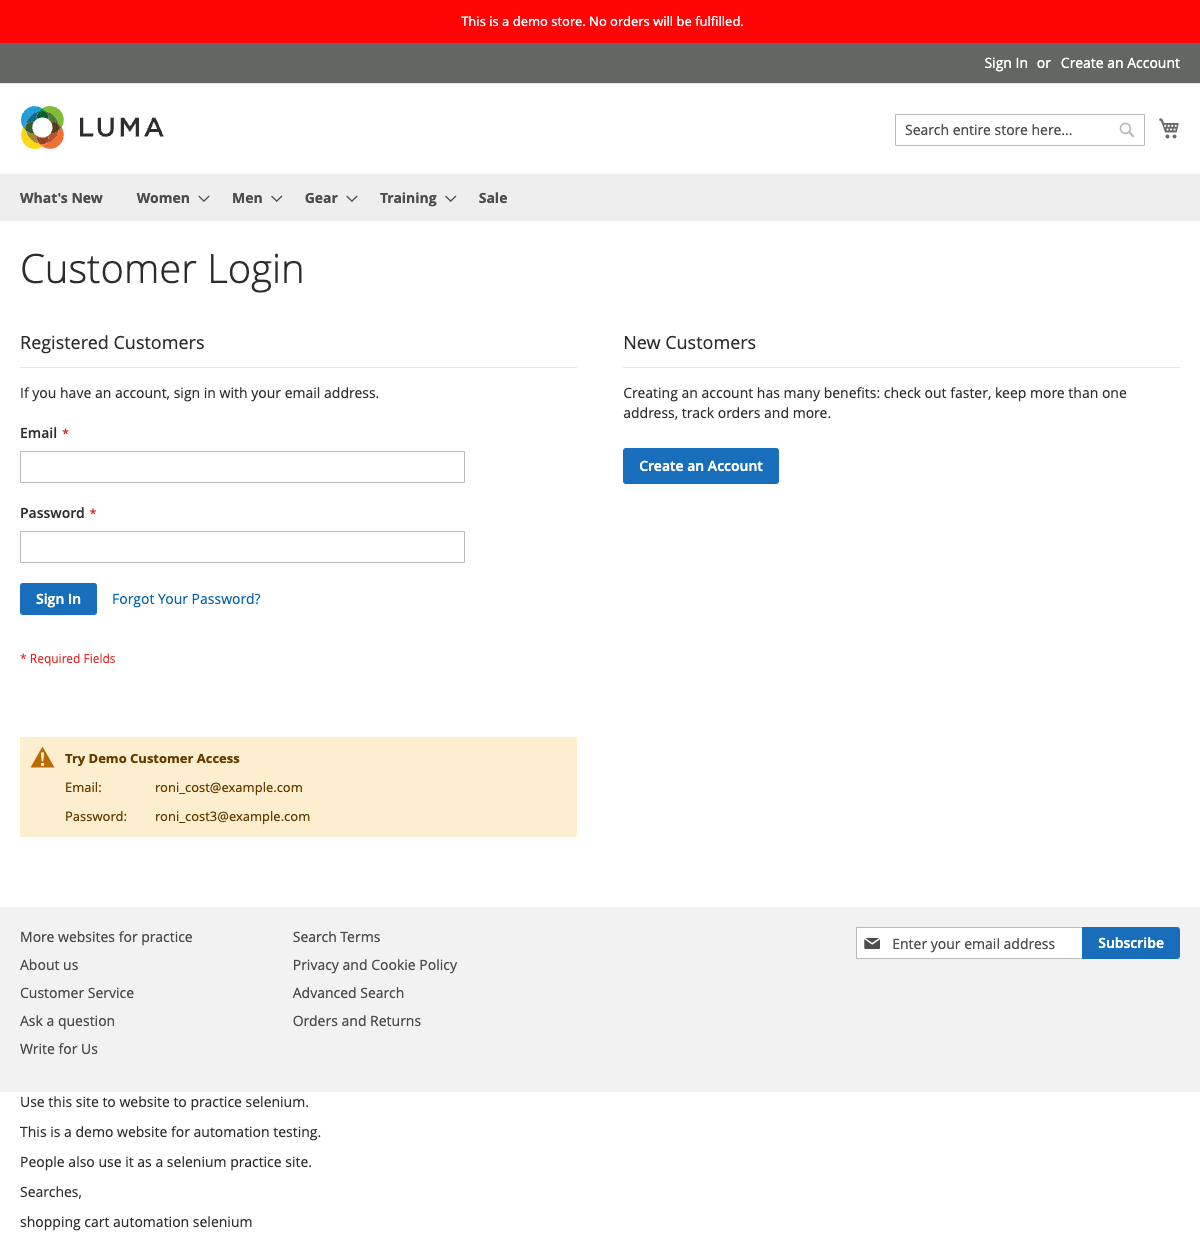 This is a demo store. No orders will be fulfilled.
Sign In or Create an Account
LUMA
Search entire store here...
What's New Women Men Gear Training Sale
Customer Login
Registered Customers
If you have an account, sign in with your email address.
Email *
Password *
Sign In Forgot Your Password?
* Required Fields
New Customers
Creating an account has many benefits: check out faster, keep more than one
address, track orders and more.
Create an Account
Try Demo Customer Access
Email: roni_cost@example.com
Password: roni_cost3@example.com
More websites for practice
About us
Customer Service
Ask a question
Write for Us
Search Terms
Privacy and Cookie Policy
Advanced Search
Orders and Returns
Enter your email address Subscribe
Use this site to website to practice selenium.
This is a demo website for automation testing.
People also use it as a selenium practice site.
Searches,
shopping cart automation selenium